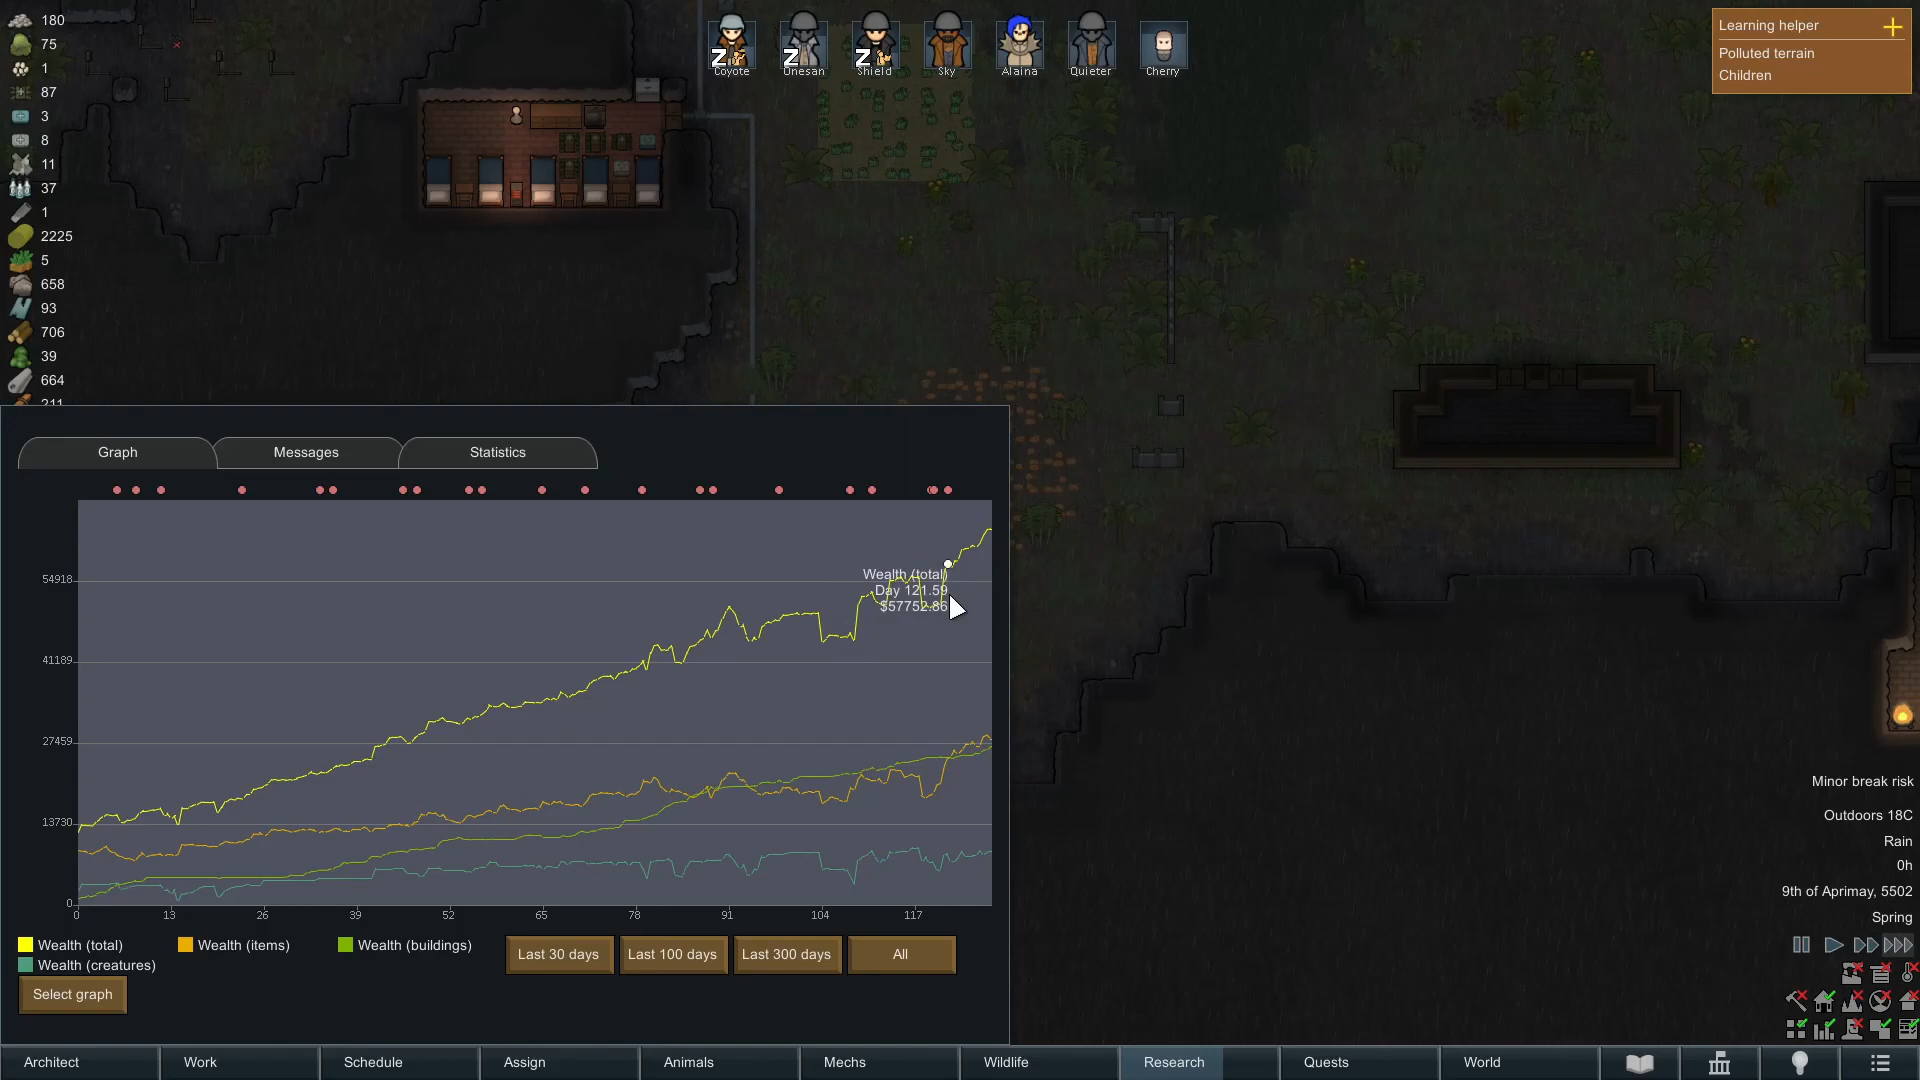 180
75
1
87
3
8
11
37
1
2225
5
658
93
706
39
664
211
Z Z Z
Coyote Onesan Shield Sky Alaina Quieter Cherry
Learning helper
Polluted terrain
Children
Graph Messages Statistics
54918
41189
27459
13730
0
Wealth (total)
Day 121.59
$57752.86
0 13 26 39 52 65 78 91 104 117
Wealth (total) Wealth (items) Wealth (buildings)
Wealth (creatures)
Last 30 days Last 100 days Last 300 days All
Select graph
Minor break risk
Outdoors 18C
Rain
0h
9th of Aprimay, 5502
Spring
Architect Work Schedule Assign Animals Mechs Wildlife Research Quests World